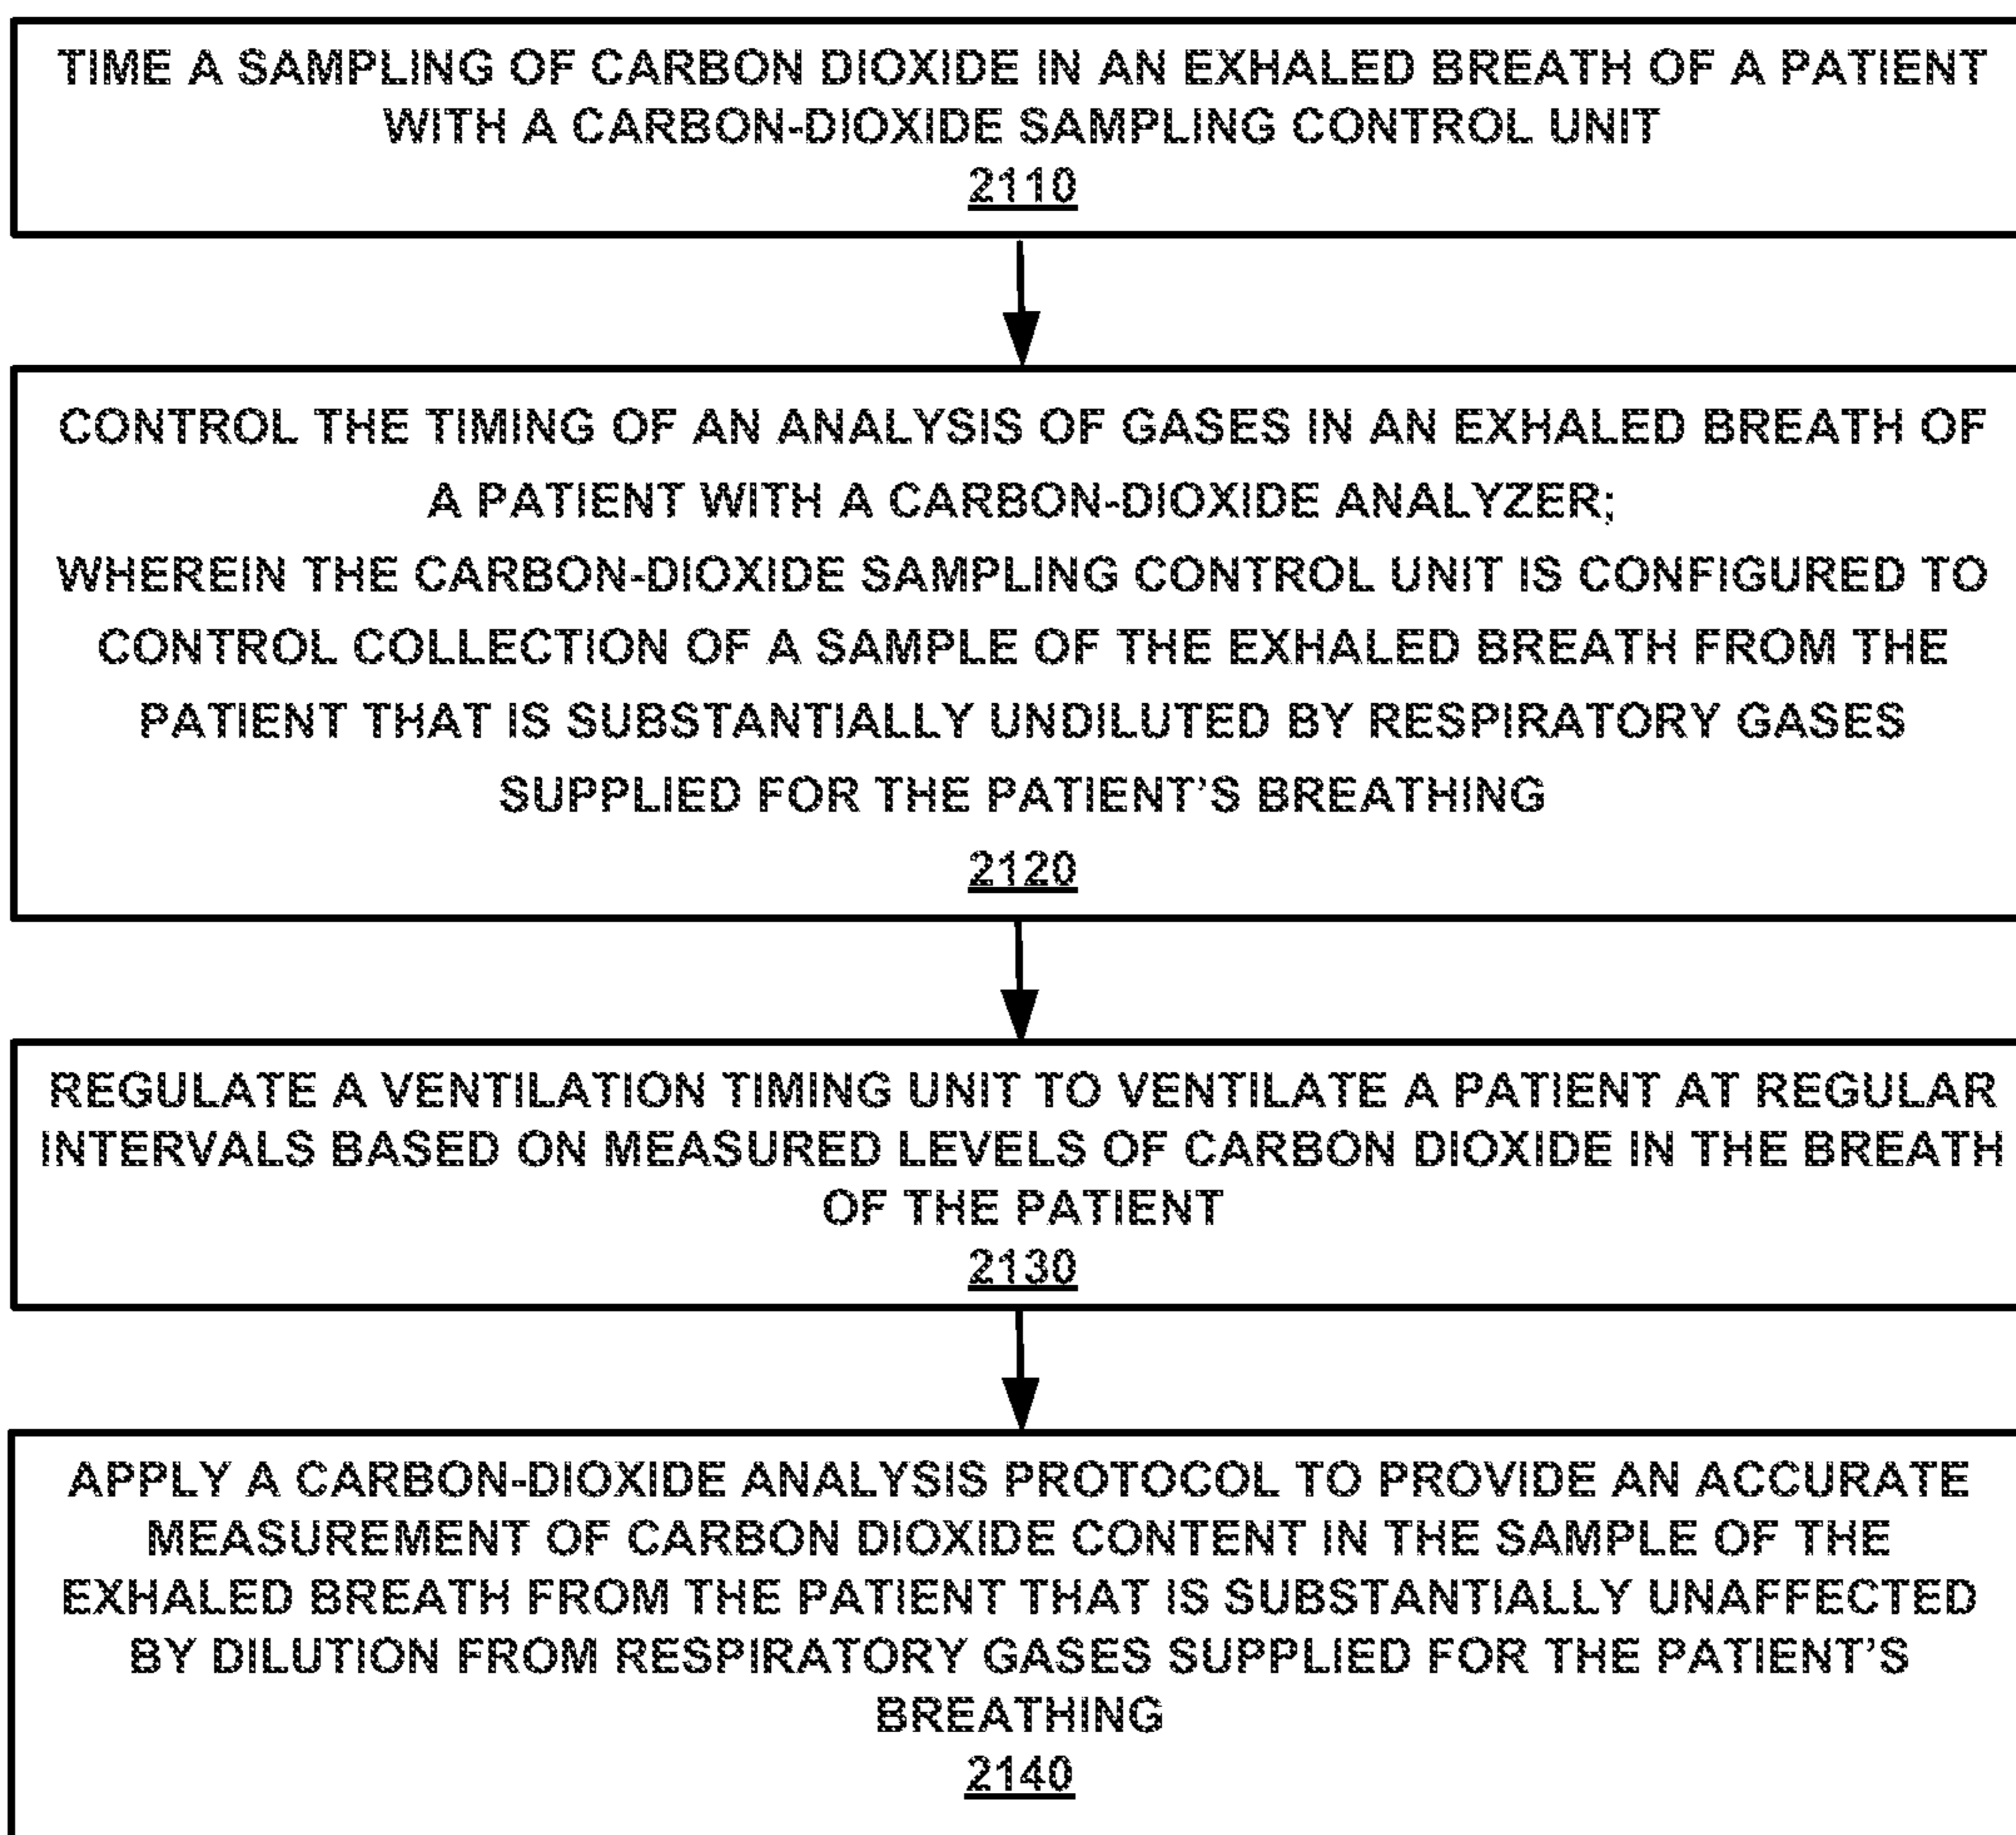 TIME A SAMPLING OF CARBON DIOXIDE IN AN EXHALED BREATH OF A PATIENT
WITH A CARBON-DIOXIDE SAMPLING CONTROL UNIT
2110
CONTROL THE TIMING OF AN ANALYSIS OF GASES IN AN EXHALED BREATH OF
A PATIENT WITH A CARBON-DIOXIDE ANALYZER;
WHEREIN THE CARBON-DIOXIDE SAMPLING CONTROL UNIT IS CONFIGURED TO
CONTROL COLLECTION OF A SAMPLE OF THE EXHALED BREATH FROM THE
PATIENT THAT IS SUBSTANTIALLY UNDILUTED BY RESPIRATORY GASES
SUPPLIED FOR THE PATIENT'S BREATHING
2120
REGULATE A VENTILATION TIMING UNIT TO VENTILATE A PATIENT AT REGULAR
INTERVALS BASED ON MEASURED LEVELS OF CARBON DIOXIDE IN THE BREATH
OF THE PATIENT
2130
APPLY A CARBON-DIOXIDE ANALYSIS PROTOCOL TO PROVIDE AN ACCURATE
MEASUREMENT OF CARBON DIOXIDE CONTENT IN THE SAMPLE OF THE
EXHALED BREATH FROM THE PATIENT THAT IS SUBSTANTIALLY UNAFFECTED
BY DILUTION FROM RESPIRATORY GASES SUPPLIED FOR THE PATIENT'S
BREATHING
2140